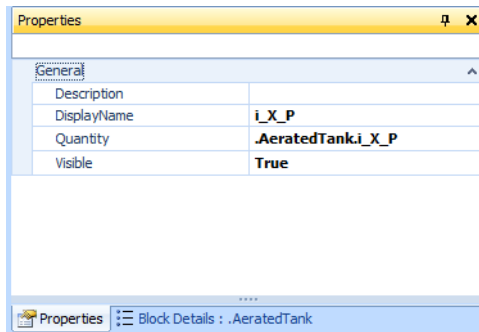 Properties
General
Description
DisplayName i_X_P
Quantity .AeratedTank.i_X_P
Visible True
Properties Block Details : .AeratedTank